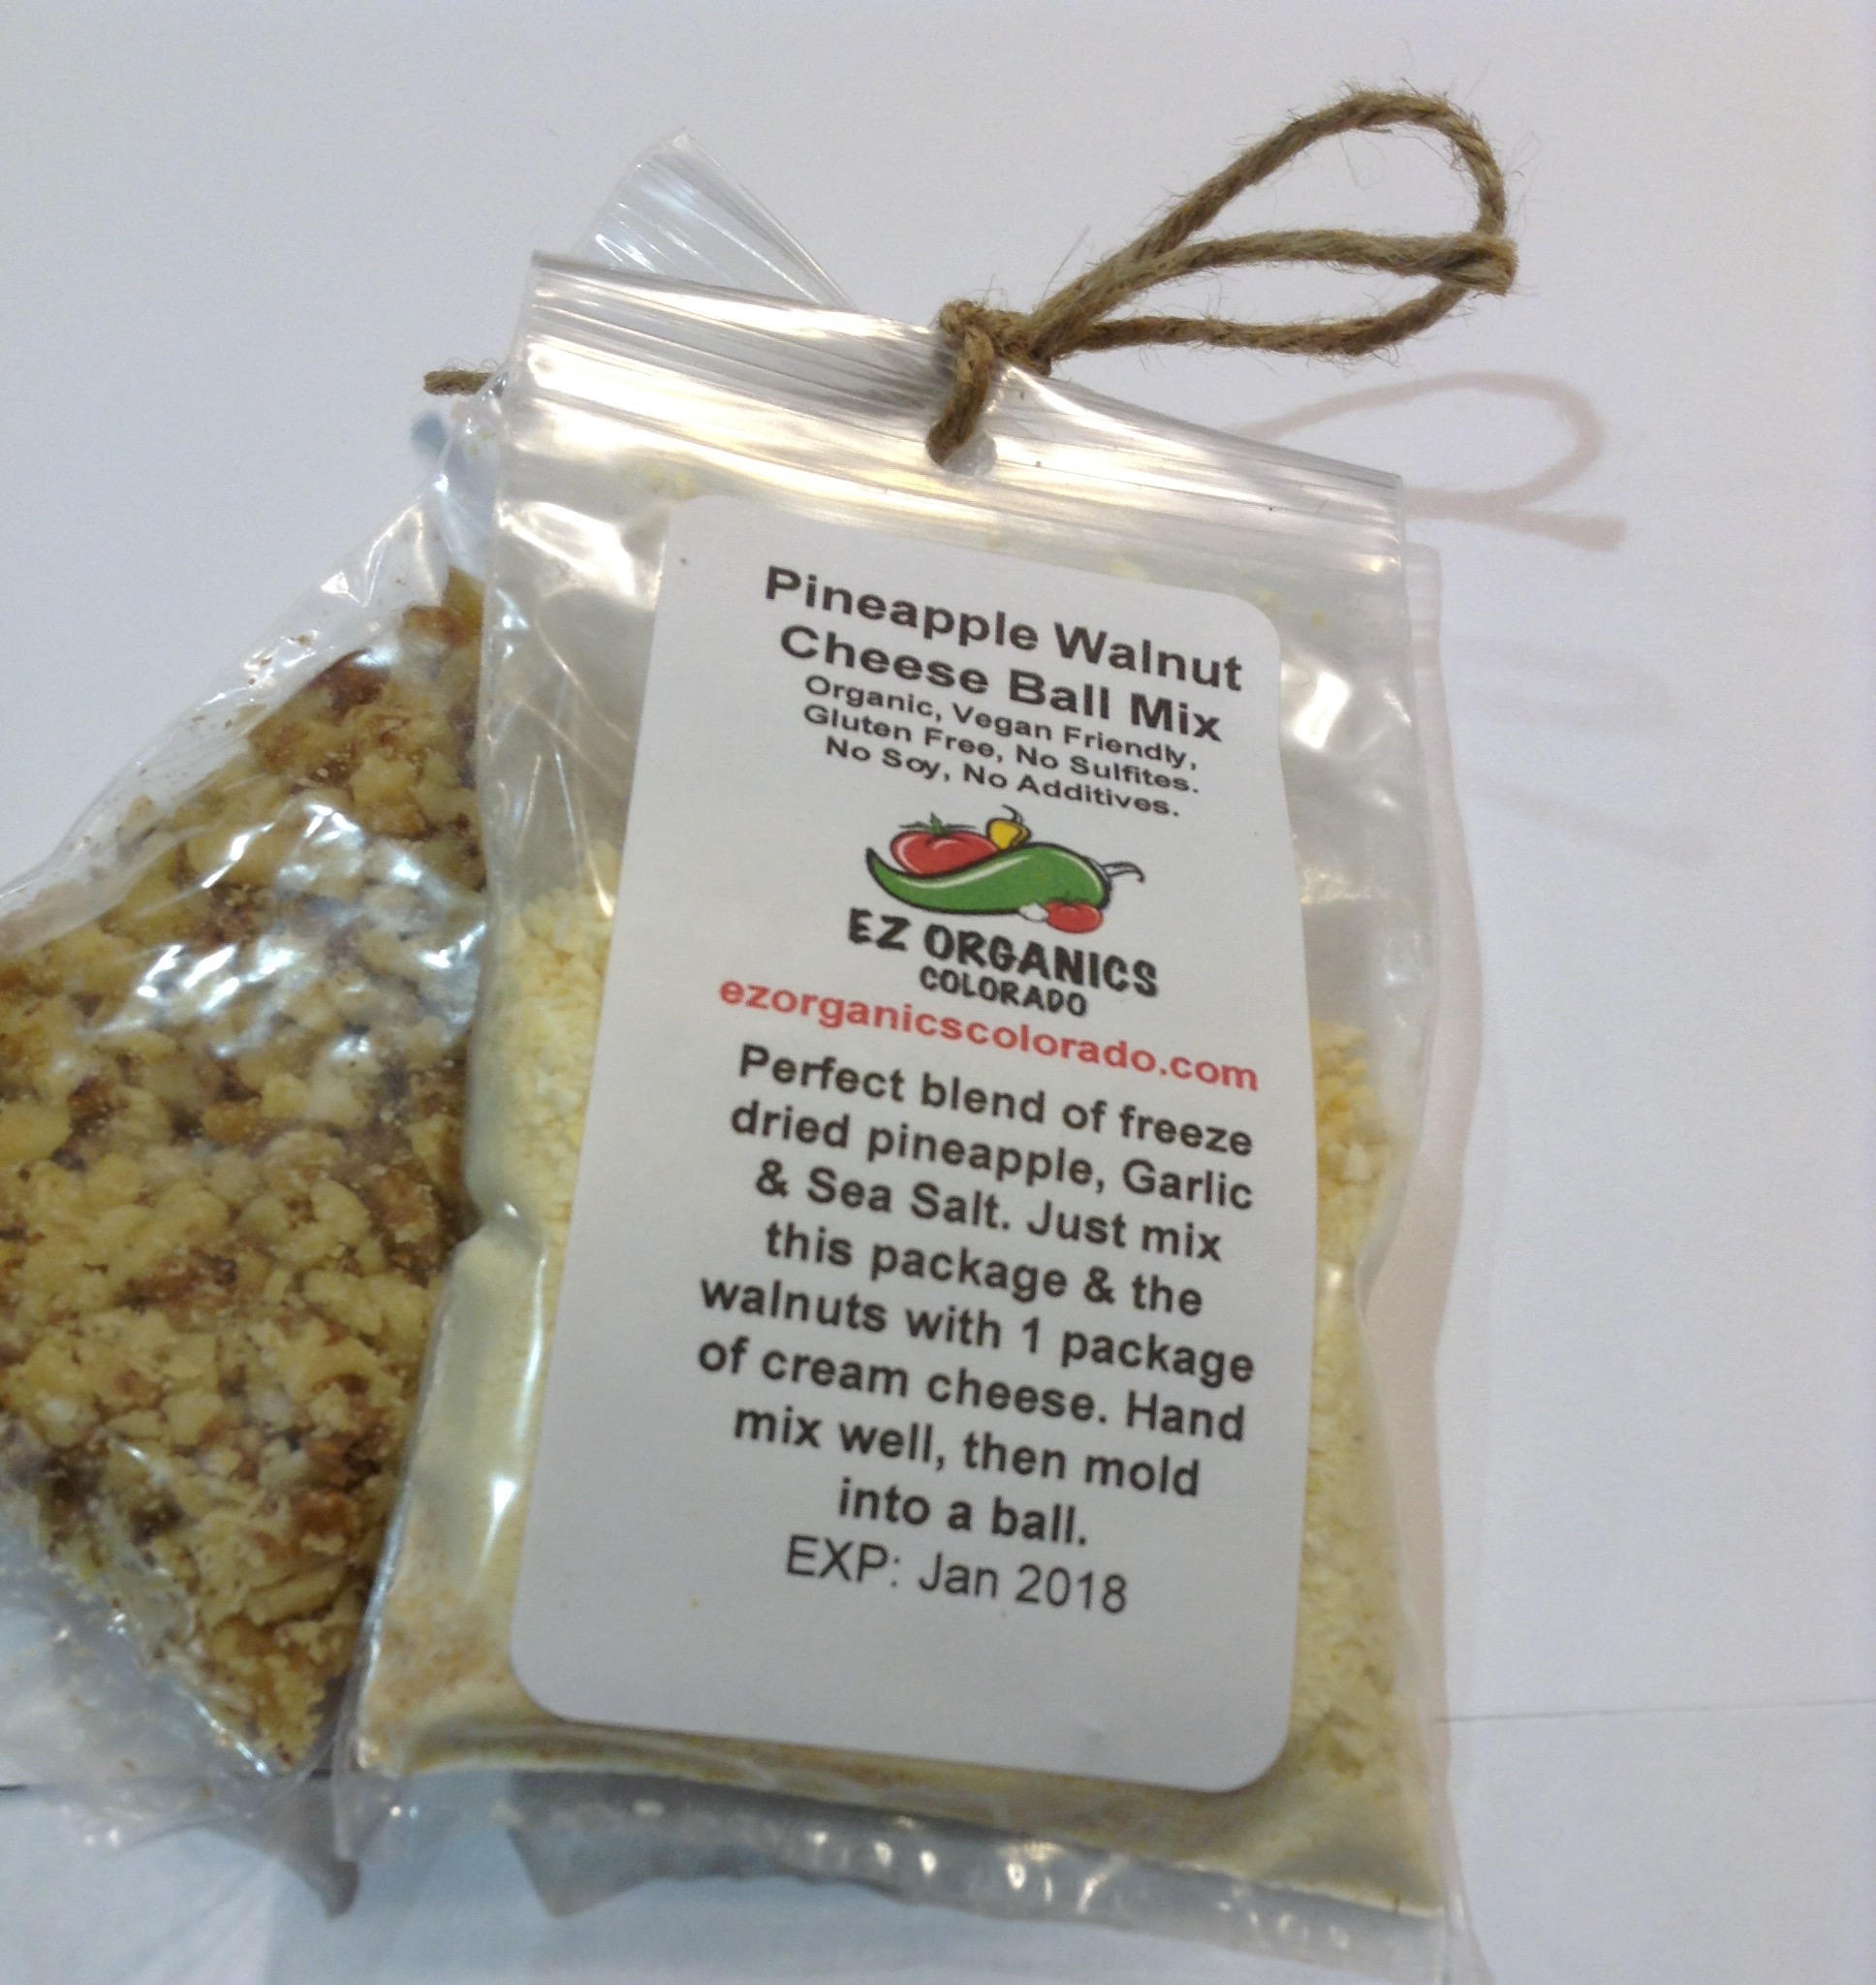 Pineapple Walnut
Cheese Ball Mix
Organic, Vegan Friendly,
Gluten Free, No Sulfites.
No Soy, No Additives.
EZ ORGANICS
COLORADO
ezorganicscolorado.com
Perfect blend of freeze
dried pineapple, Garlic
& Sea Salt. Just mix
this package & the
walnuts with 1 package
of cream cheese. Hand
mix well, then mold
into a ball.
EXP: Jan 2018